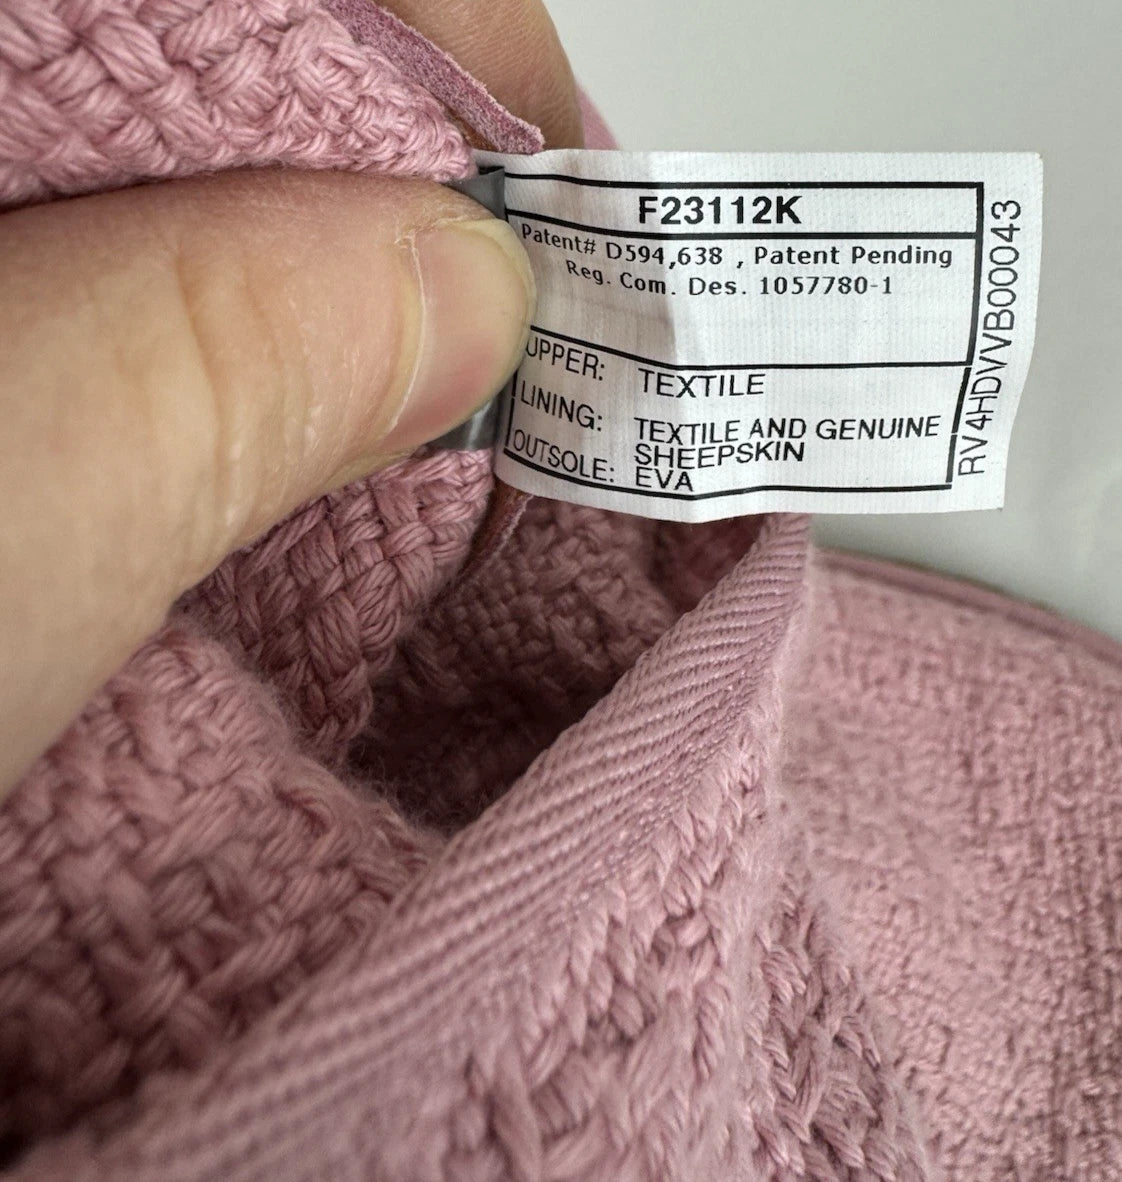 F23112K
Patent# D594,638 , Patent Pending
Reg. Com. Des. 1057780-1
UPPER: TEXTILE
LINING: TEXTILE AND GENUINE
SHEEPSKIN
OUTSOLE: EVA
RV4HDVVB00043